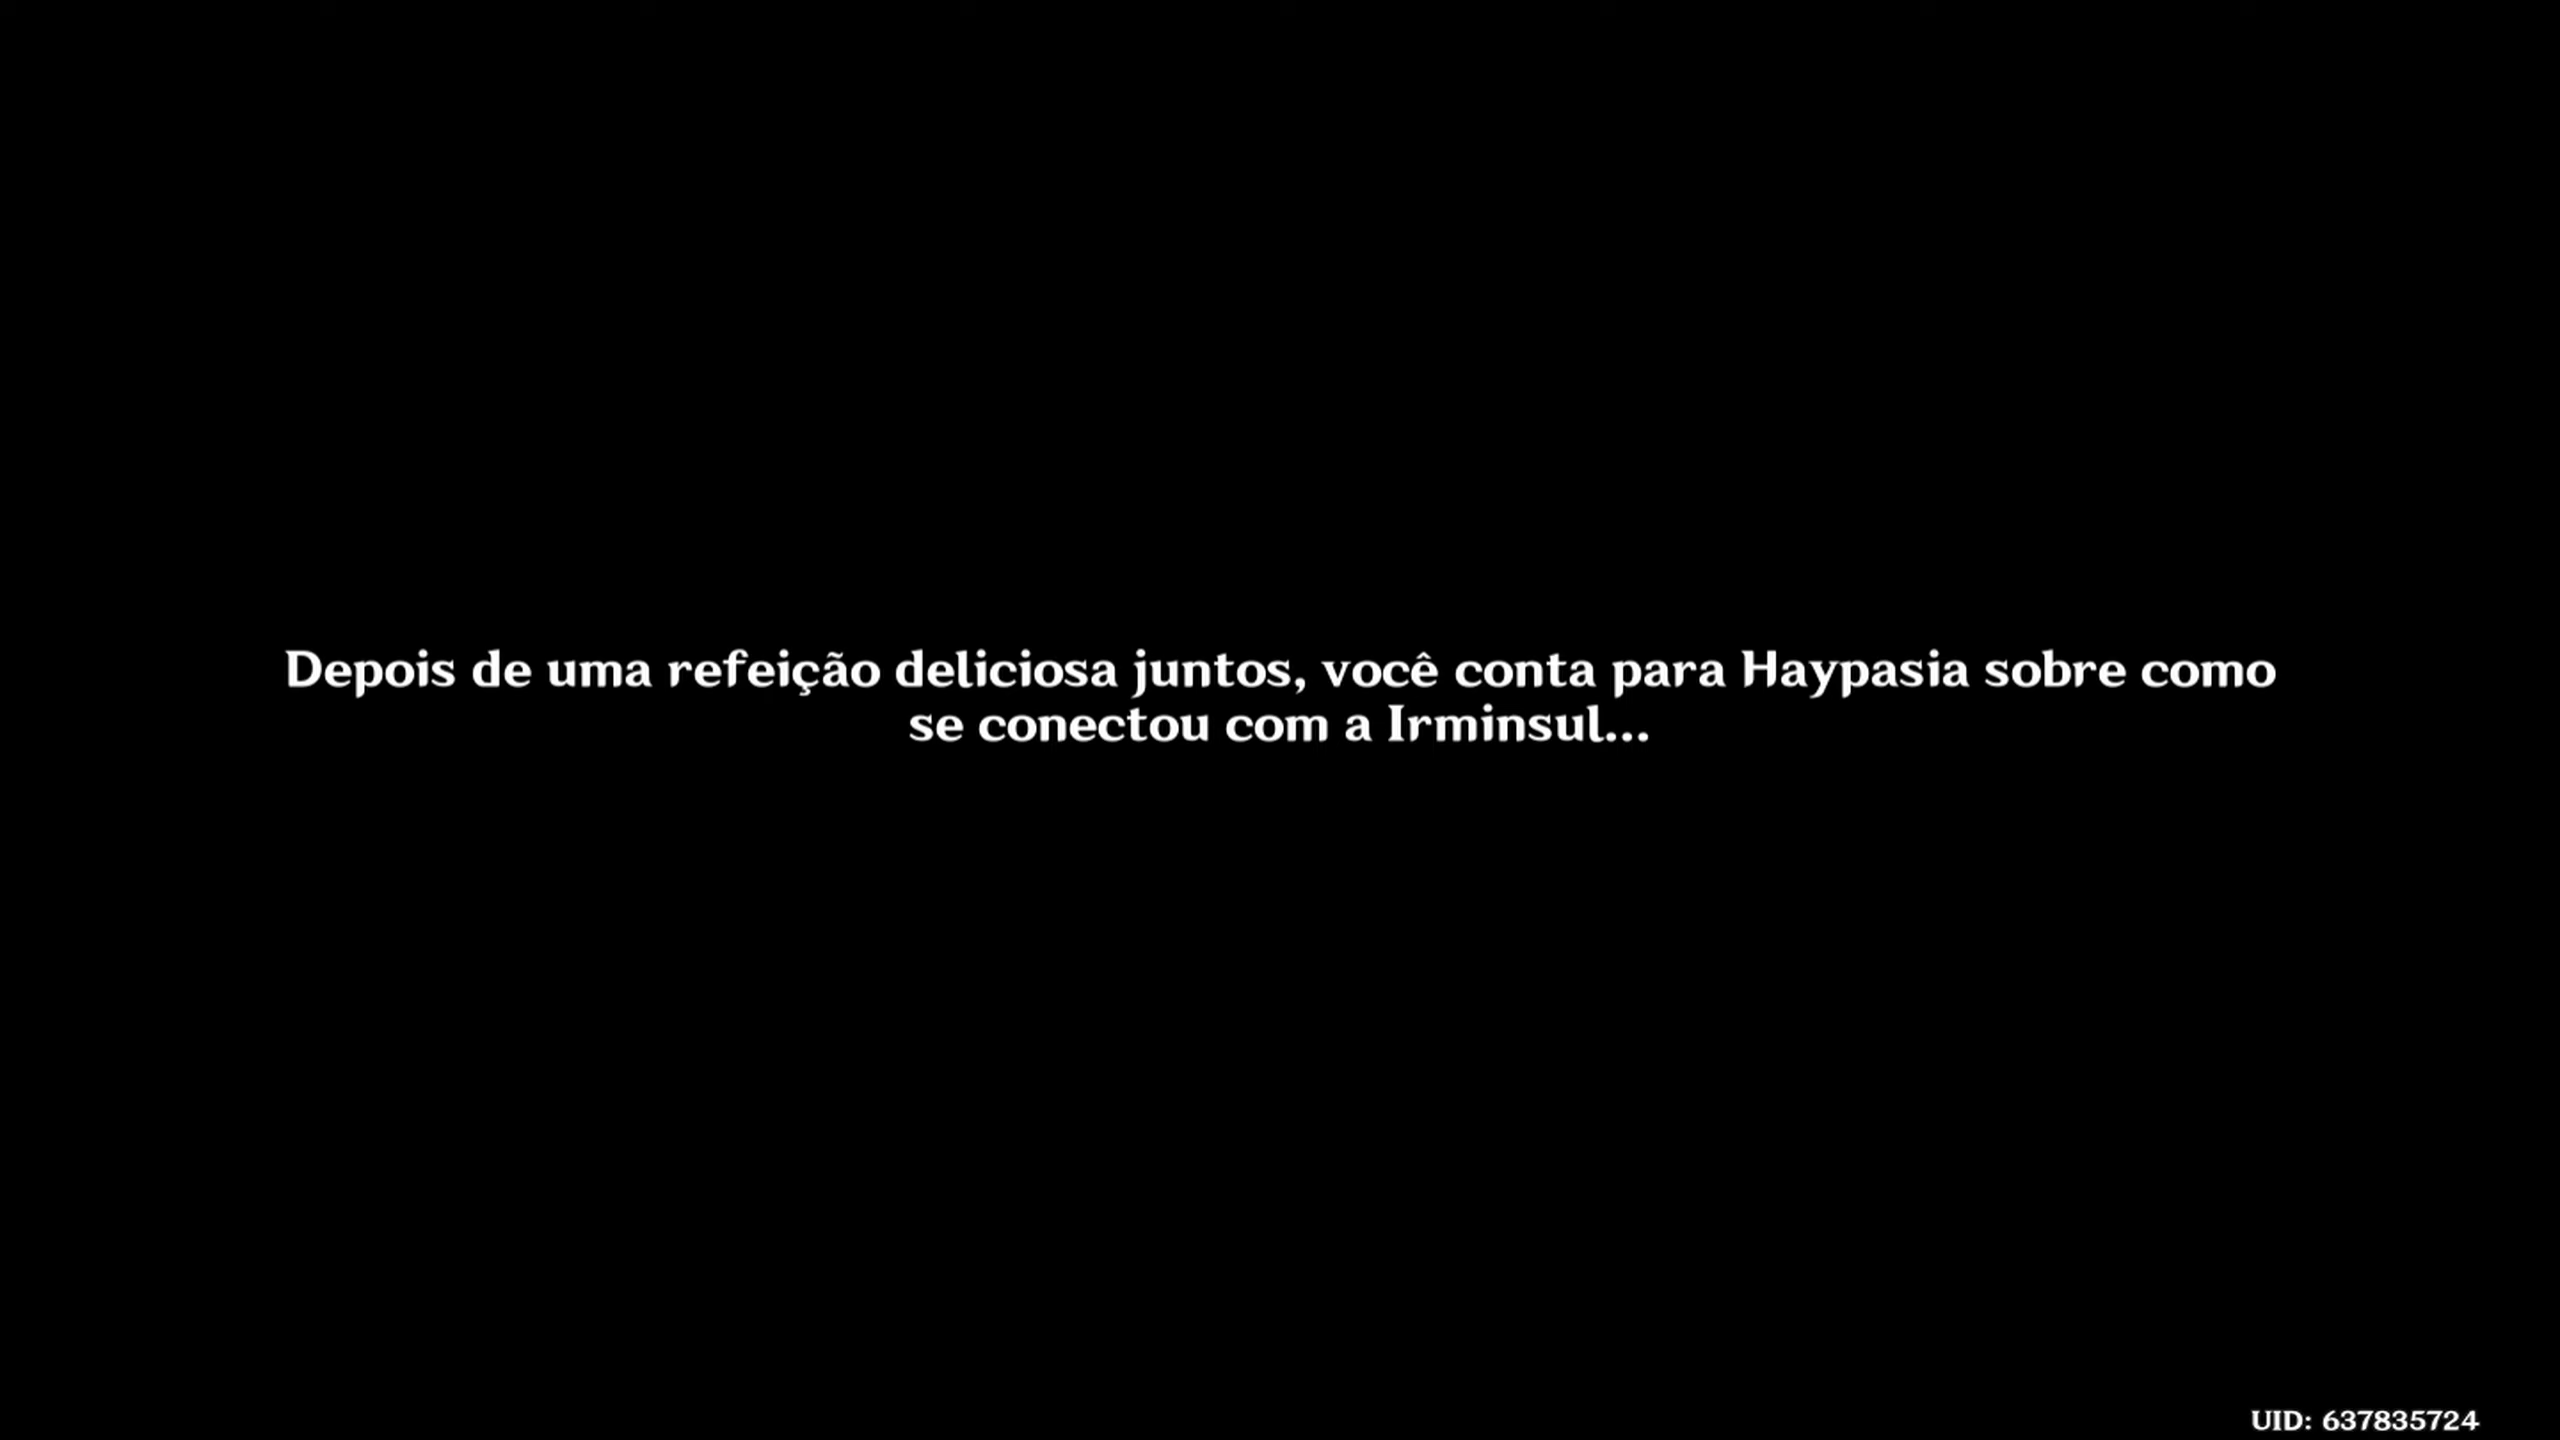 Depois de uma refeição deliciosa juntos, você conta para Haypasia sobre como
se conectou com a Irminsul...
UID: 637835724